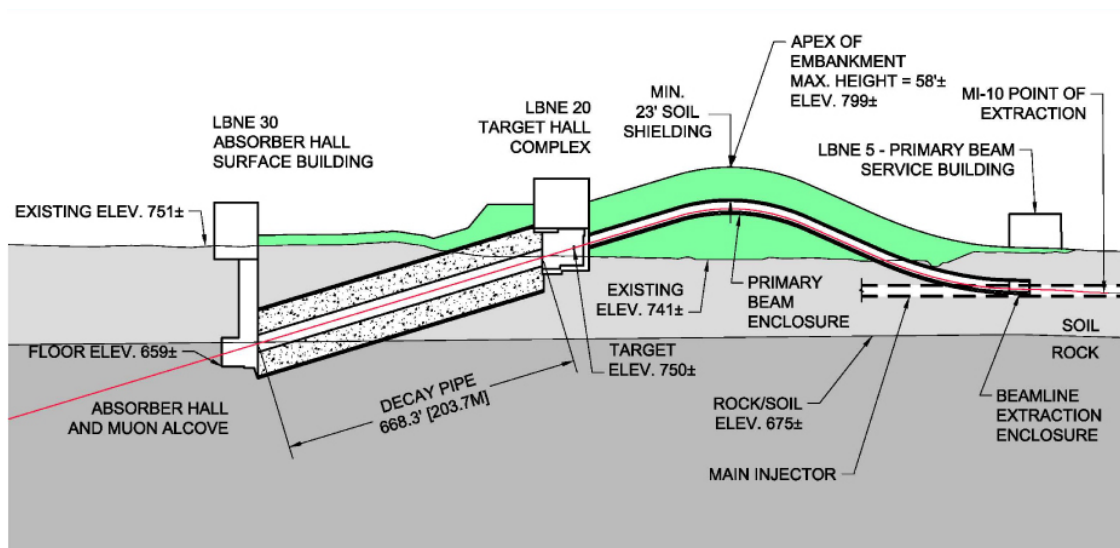 APEX OF
EMBANKMENT
MAX. HEIGHT = 58'±
ELEV. 799±
MIN.
23' SOIL
SHIELDING
MI-10 POINT OF
EXTRACTION
LBNE 30
ABSORBER HALL
SURFACE BUILDING
LBNE 20
TARGET HALL
COMPLEX
LBNE 5 - PRIMARY BEAM
SERVICE BUILDING
EXISTING ELEV. 751±
EXISTING
ELEV. 741±
PRIMARY
BEAM
ENCLOSURE
SOIL
ROCK
FLOOR ELEV. 659±
TARGET
ELEV. 750±
DECAY PIPE
668.3' [203.7M]
ABSORBER HALL
AND MUON ALCOVE
ROCK/SOIL
ELEV. 675±
BEAMLINE
EXTRACTION
ENCLOSURE
MAIN INJECTOR